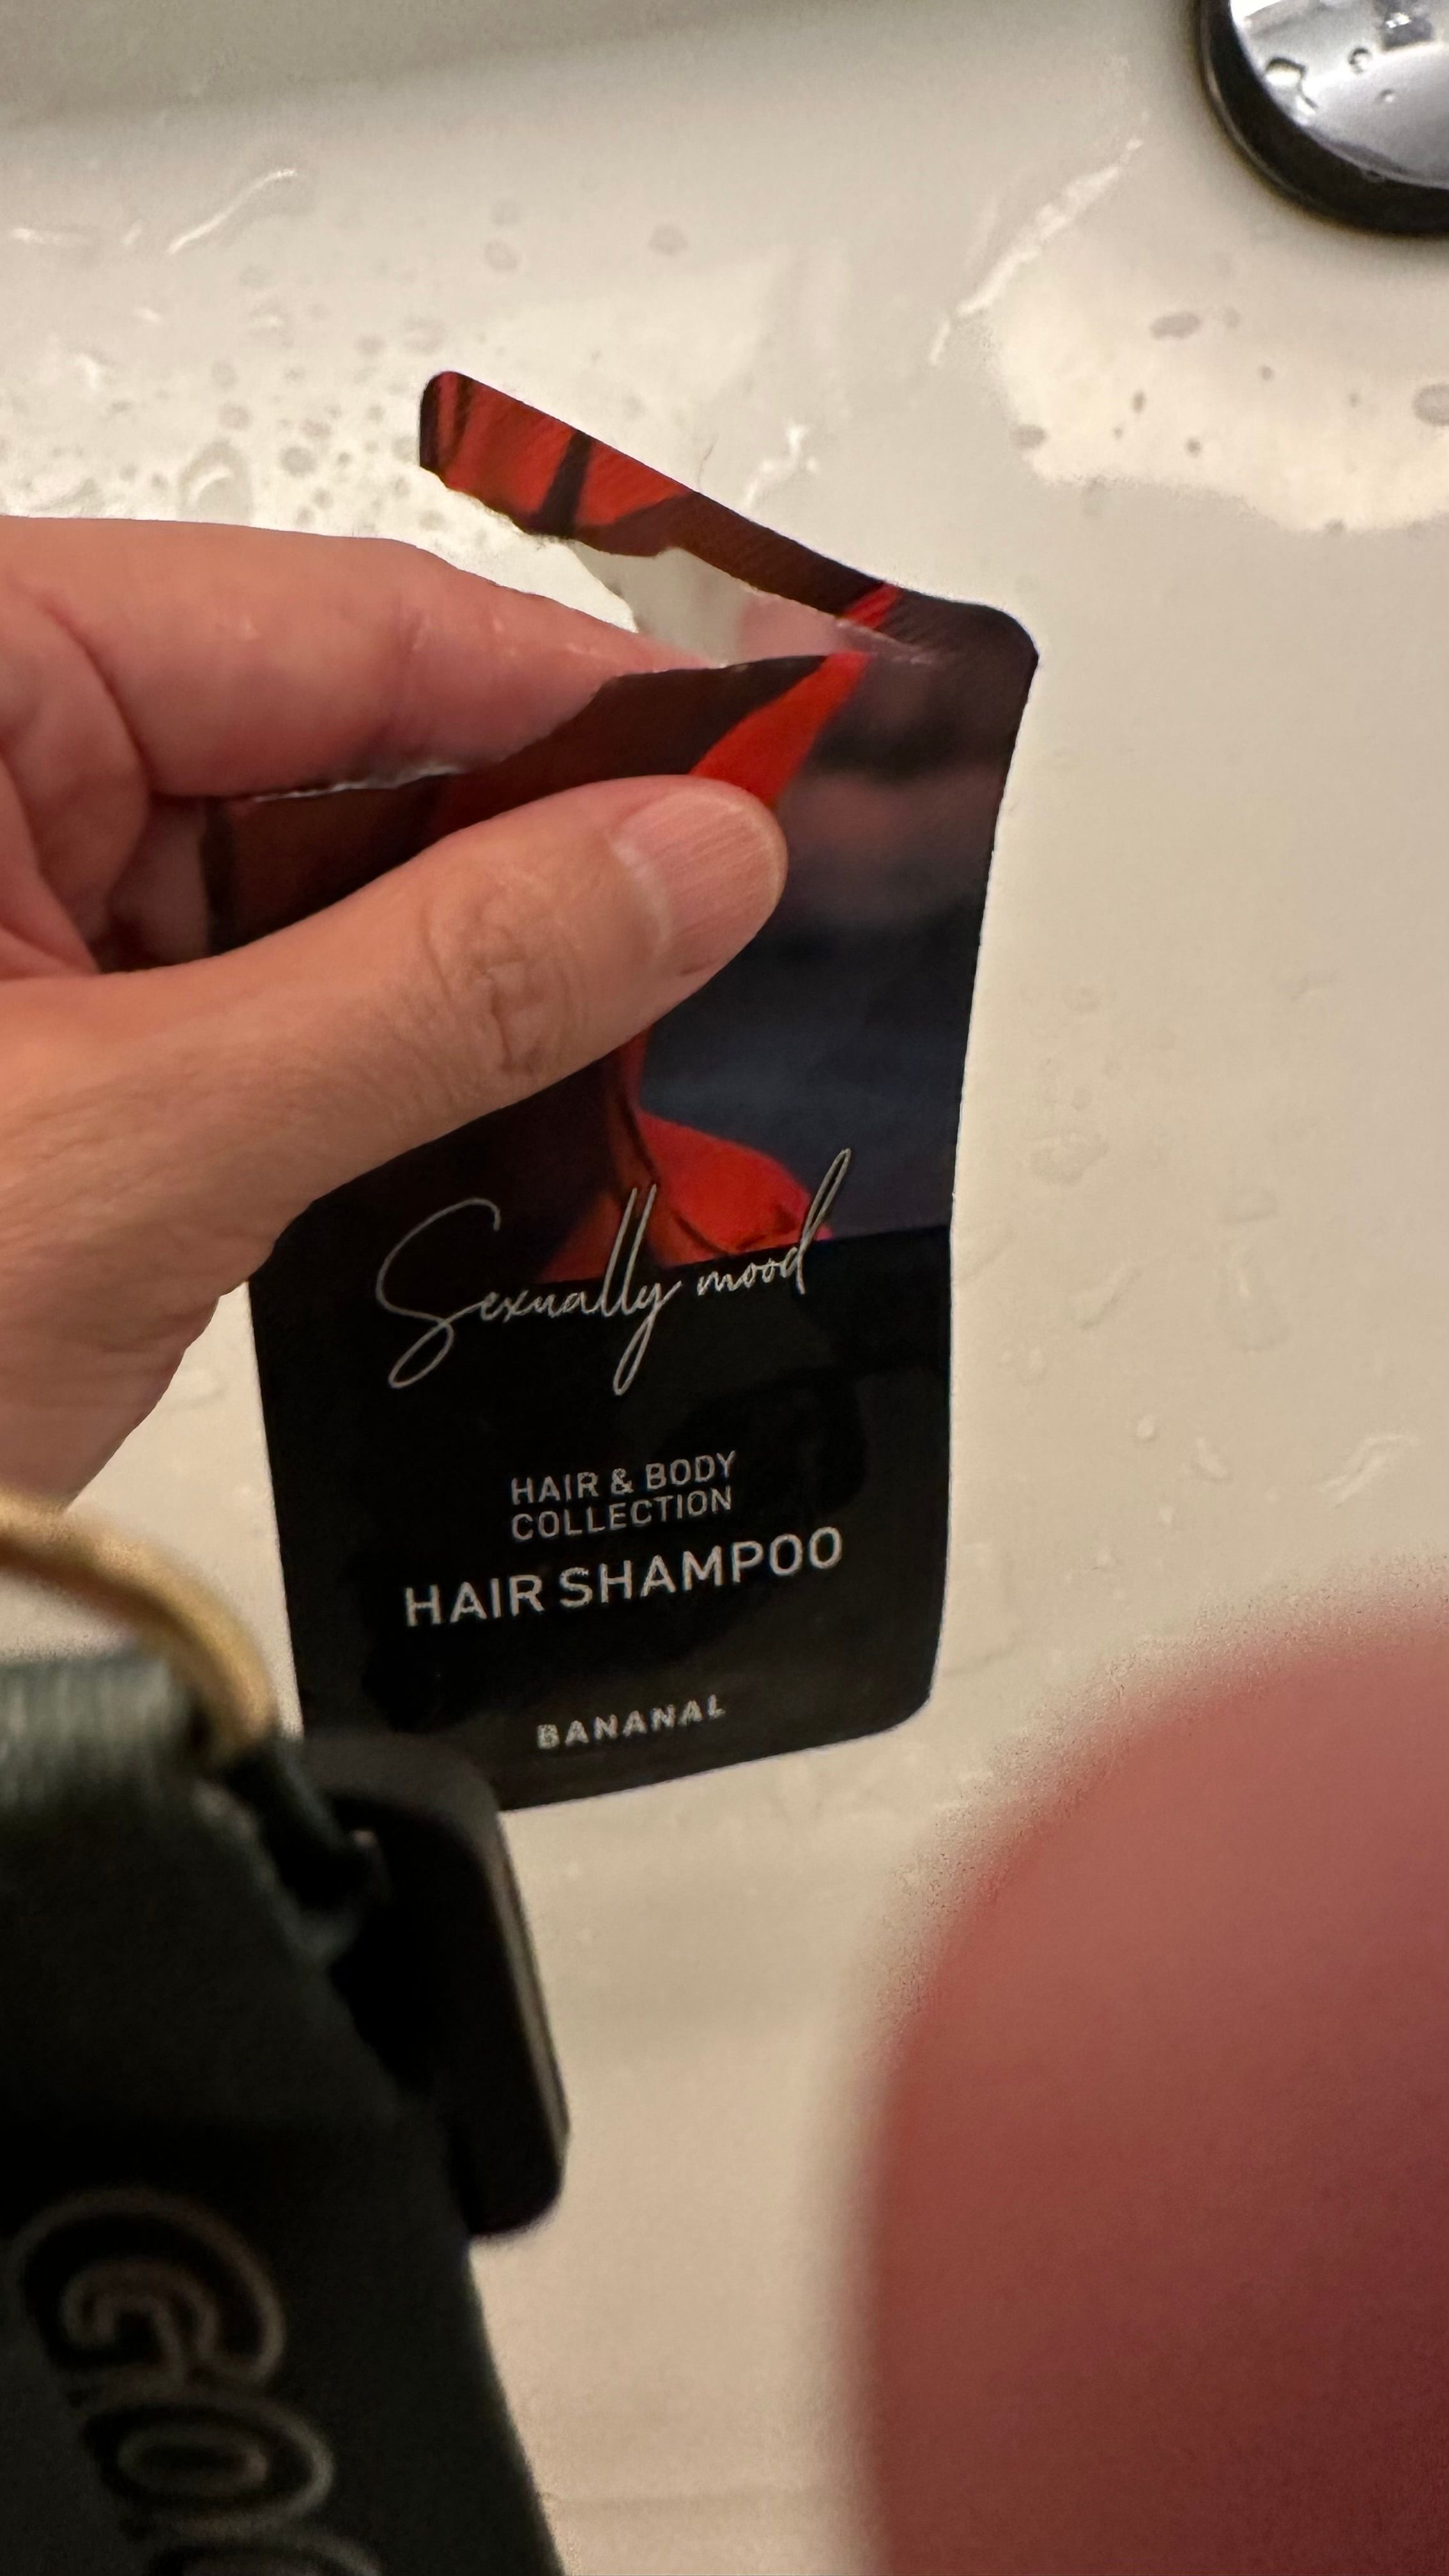 Sexually mood
HAIR & BODY
COLLECTION
HAIR SHAMPOO
BANANAL